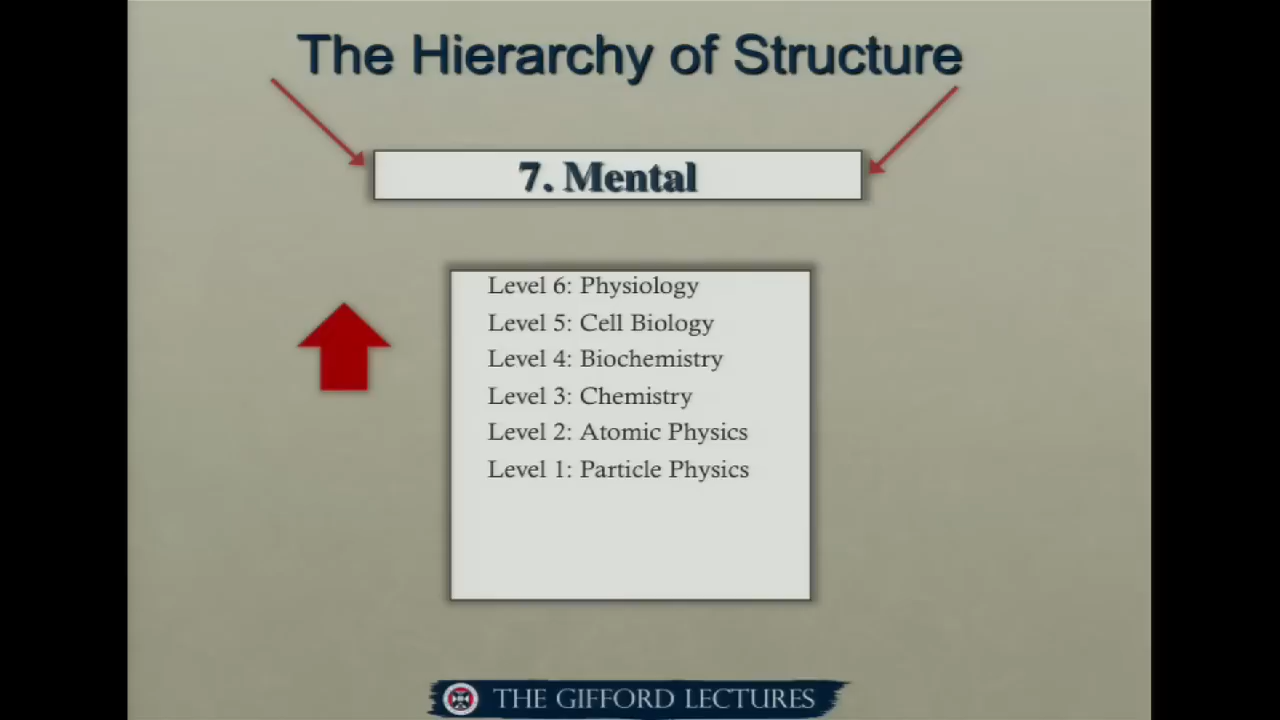 The Hierarchy of Structure
7. Mental
Level 6: Physiology
Level 5: Cell Biology
Level 4: Biochemistry
Level 3: Chemistry
Level 2: Atomic Physics
Level 1: Particle Physics
THE GIFFORD LECTURES